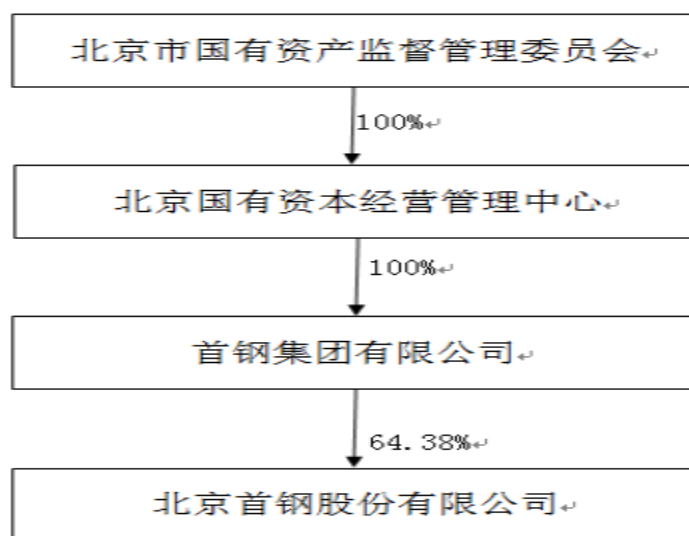 北京市国有资产监督管理委员会
100%
北京国有资本经营管理中心
100%
首钢集团有限公司
64.38%
北京首钢股份有限公司